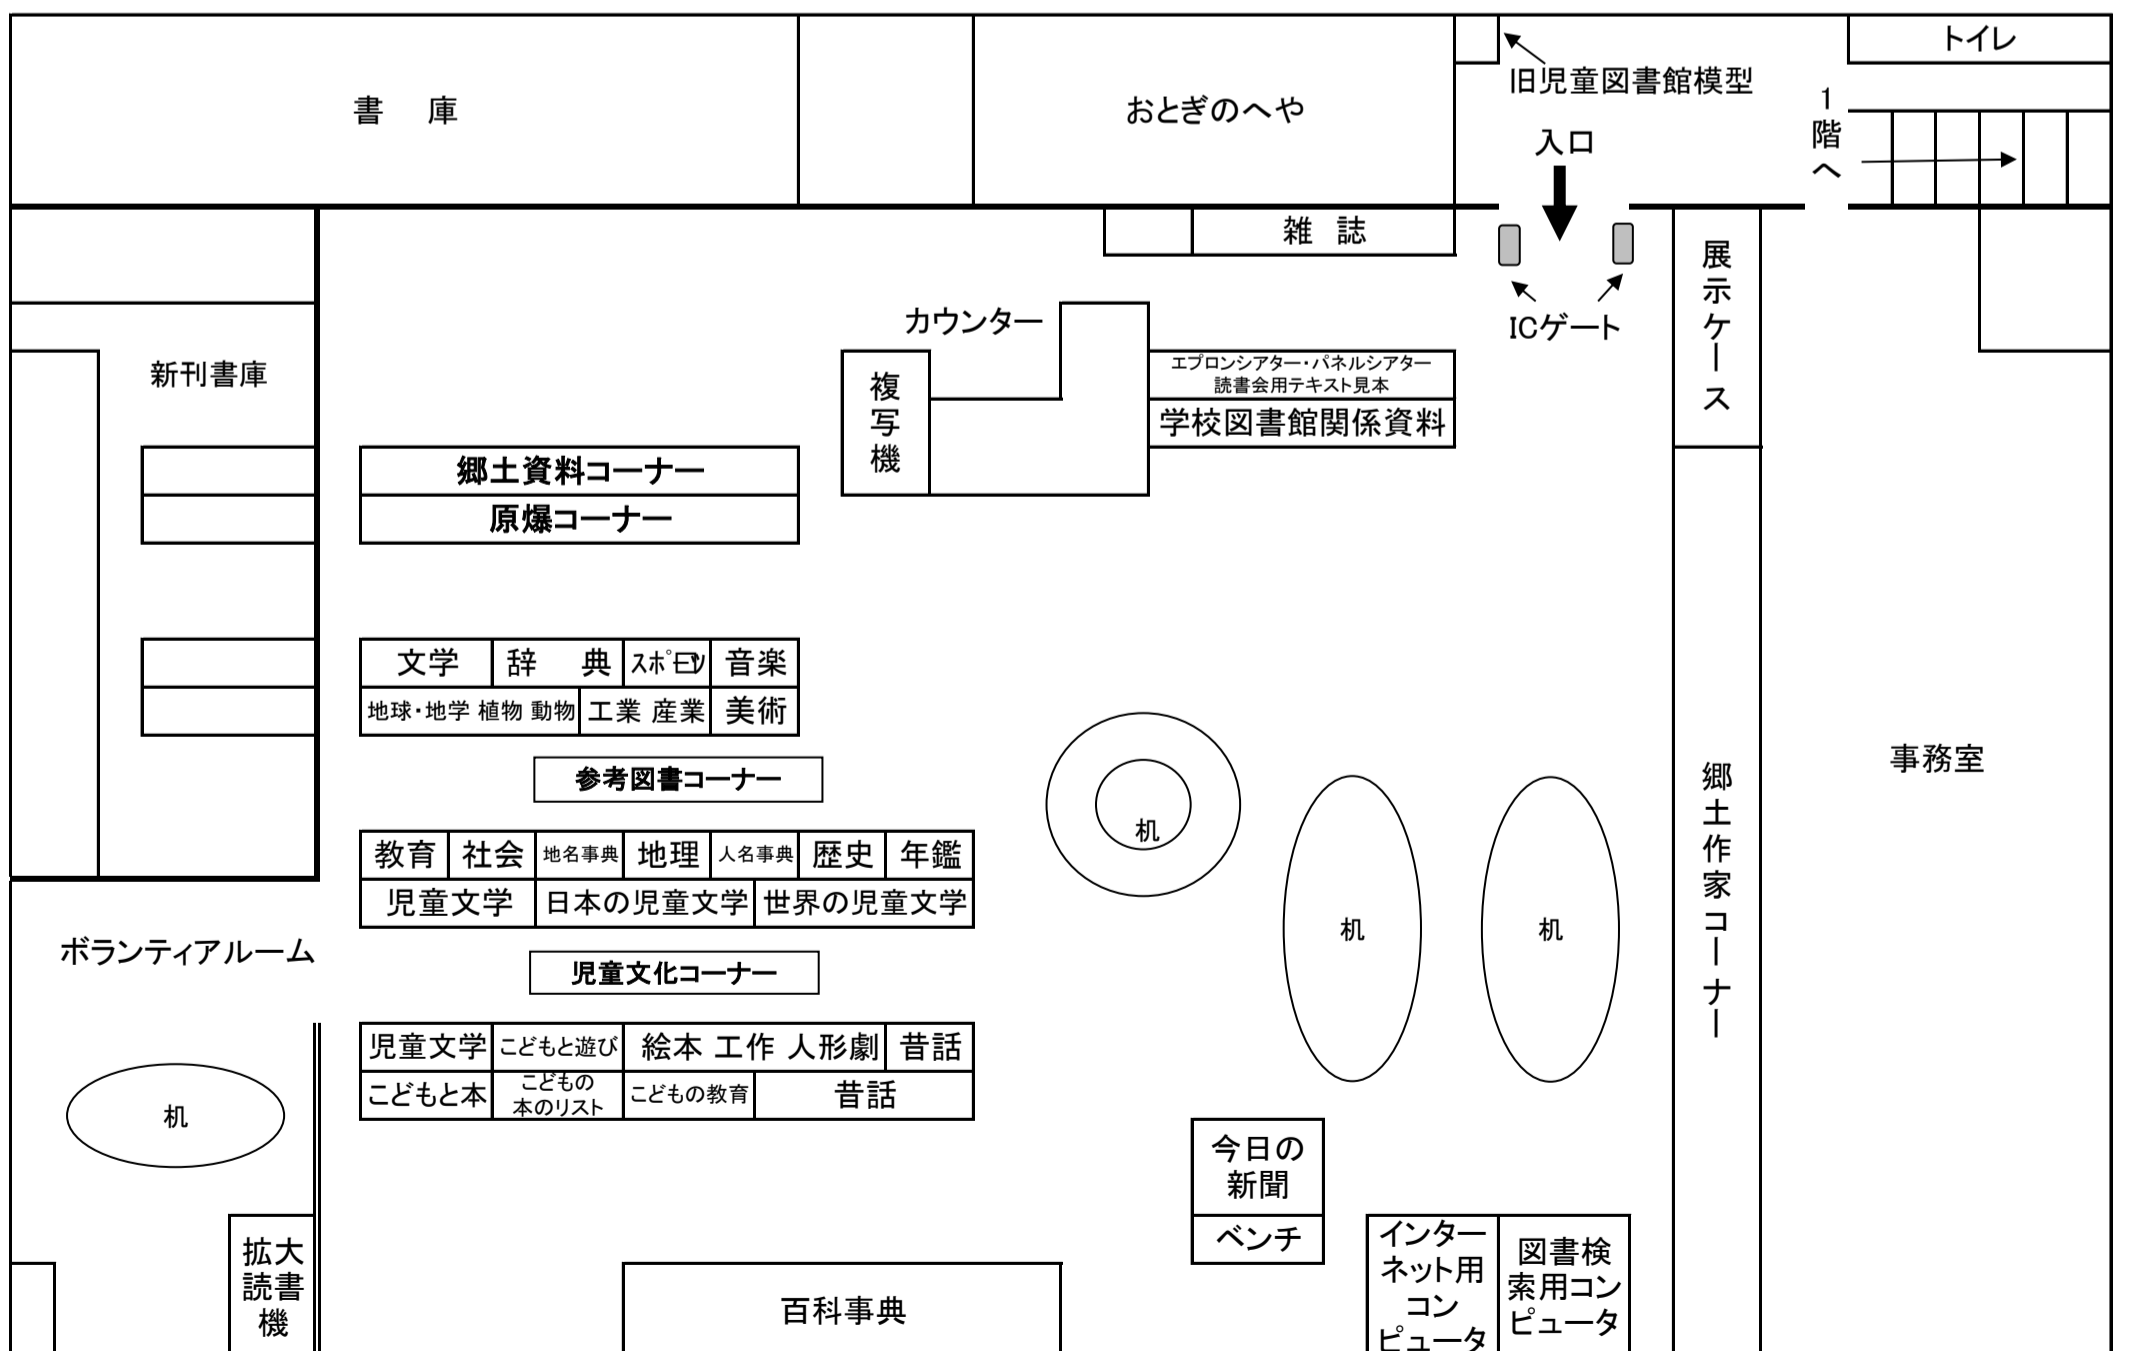 書 庫
おとぎのへや
旧児童図書館模型
トイレ
1階へ
入口
雑 誌
ICゲート
展示ケース
カウンター
複写機
エプロンシアター・パネルシアター
読書会用テキスト見本
学校図書館関係資料
新刊書庫
郷土資料コーナー
原爆コーナー
文学 辞 典 スポーツ 音楽
地球・地学 植物 動物 工業 産業 美術
参考図書コーナー
教育 社会 地名事典 地理 人名事典 歴史 年鑑
児童文学 日本の児童文学 世界の児童文学
児童文化コーナー
児童文学 こどもと遊び 絵本 工作 人形劇 昔話
こどもと本 こどもの
本のリスト こどもの教育 昔話
机
机
机
郷土作家コーナー
事務室
ボランティアルーム
机
拡大
読書
機
百科事典
今日の
新聞
ベンチ
インター
ネット用
コン
ピュータ
図書検
索用コン
ピュータ